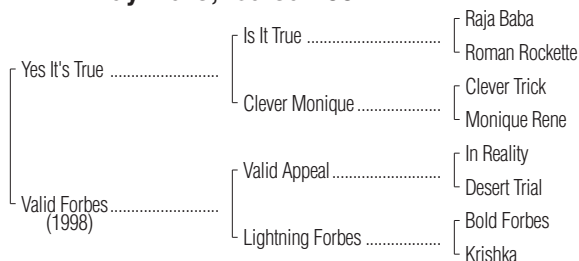 Raja Baba
Is It True
Roman Rockette
Yes It's True
Clever Trick
Clever Monique
Monique Rene
In Reality
Valid Appeal
Desert Trial
Valid Forbes
(1998)
Bold Forbes
Lightning Forbes
Krishka